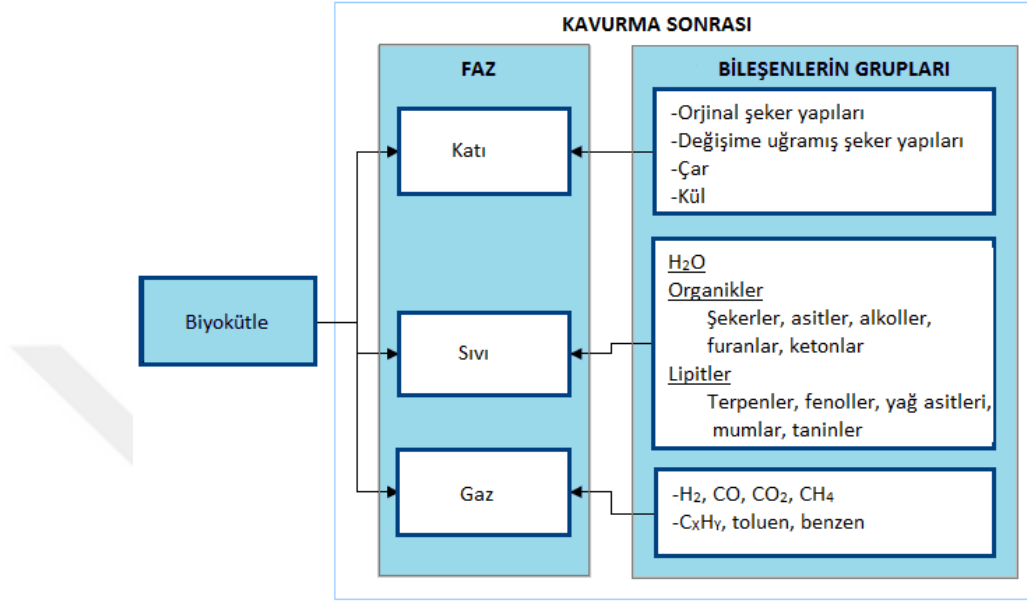 KAVURMA SONRASI
FAZ
BİLEŞENLERİN GRUPLARI
Katı
-Orjinal şeker yapıları
-Değişime uğramış şeker yapıları
-Çar
-Kül
Biyokütle
Sıvı
H₂O
Organikler
Şekerler, asitler, alkoller,
furanlar, ketonlar
Lipitler
Terpenler, fenoller, yağ asitleri,
mumlar, taninler
Gaz
-H₂, CO, CO₂, CH₄
-CₓHᵧ, toluen, benzen